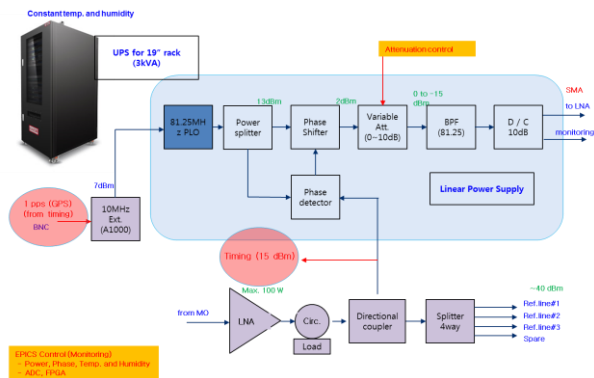 Constant temp. and humidity
UPS for 19" rack
(3kVA)
Attenuation control
13dBm
2dBm
0 to -15
dBm
SMA
to LNA
monitoring
81.25MH
z PLO
Power
splitter
Phase
Shifter
Variable
Att.
(0~10dB)
BPF
(81.25)
D / C
10dB
7dBm
Phase
detector
Linear Power Supply
1 pps (GPS)
(from timing)
BNC
10MHz
Ext.
(A1000)
Timing (15 dBm)
Max. 100 W
from MO
LNA
Circ.
Load
Directional
coupler
Splitter
4way
~40 dBm
Ref.line#1
Ref.line#2
Ref.line#3
Spare
EPICS Control (Monitoring)
- Power, Phase, Temp. and Humidity
- ADC, FPGA